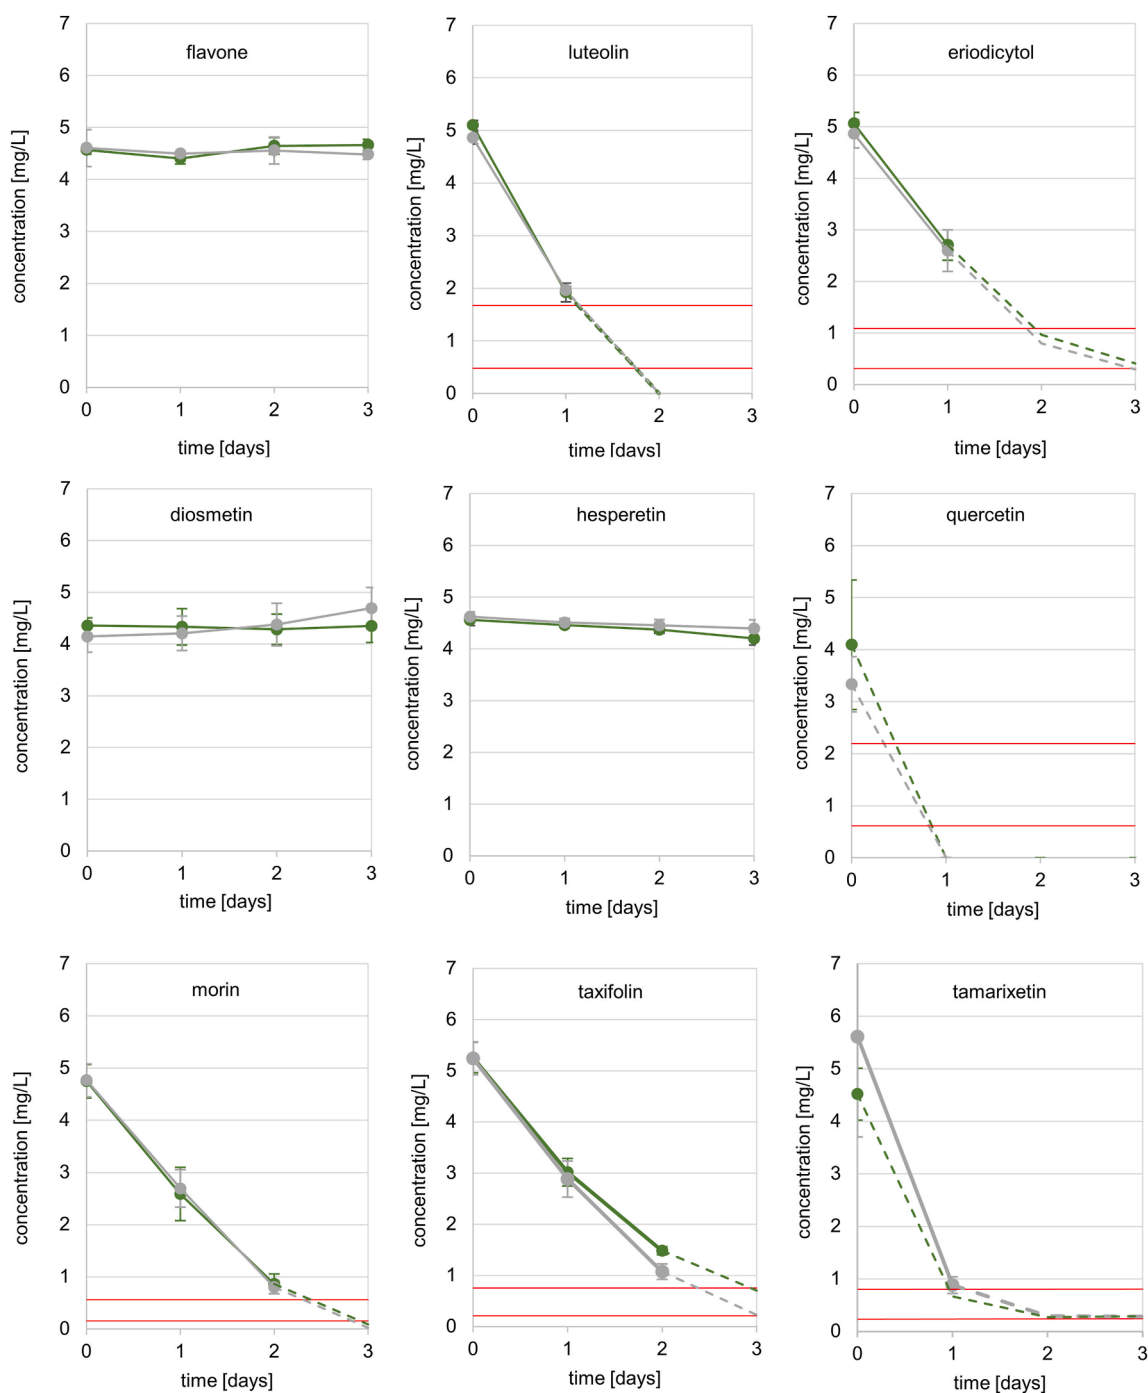 flavone
concentration [mg/L]
7
6
5
4
3
2
1
0
0 1 2 3
time [days]
luteolin
concentration [mg/L]
7
6
5
4
3
2
1
0
0 1 2 3
time [days]
eriodicytol
concentration [mg/L]
7
6
5
4
3
2
1
0
0 1 2 3
time [days]
diosmetin
concentration [mg/L]
7
6
5
4
3
2
1
0
0 1 2 3
time [days]
hesperetin
concentration [mg/L]
7
6
5
4
3
2
1
0
0 1 2 3
time [days]
quercetin
concentration [mg/L]
7
6
5
4
3
2
1
0
0 1 2 3
time [days]
morin
concentration [mg/L]
7
6
5
4
3
2
1
0
0 1 2 3
time [days]
taxifolin
concentration [mg/L]
7
6
5
4
3
2
1
0
0 1 2 3
time [days]
tamarixetin
concentration [mg/L]
7
6
5
4
3
2
1
0
0 1 2 3
time [days]